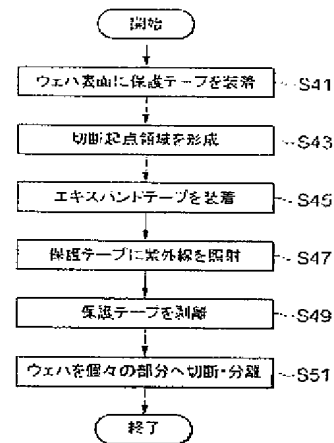 開始
ウェハ表面に保護テープを装着
S41
切断起点領域を形成
S43
エキスパンドテープを装着
S45
保護テープに紫外線を照射
S47
保護テープを剥離
S49
ウェハを個々の部分へ切断・分離
S51
終了